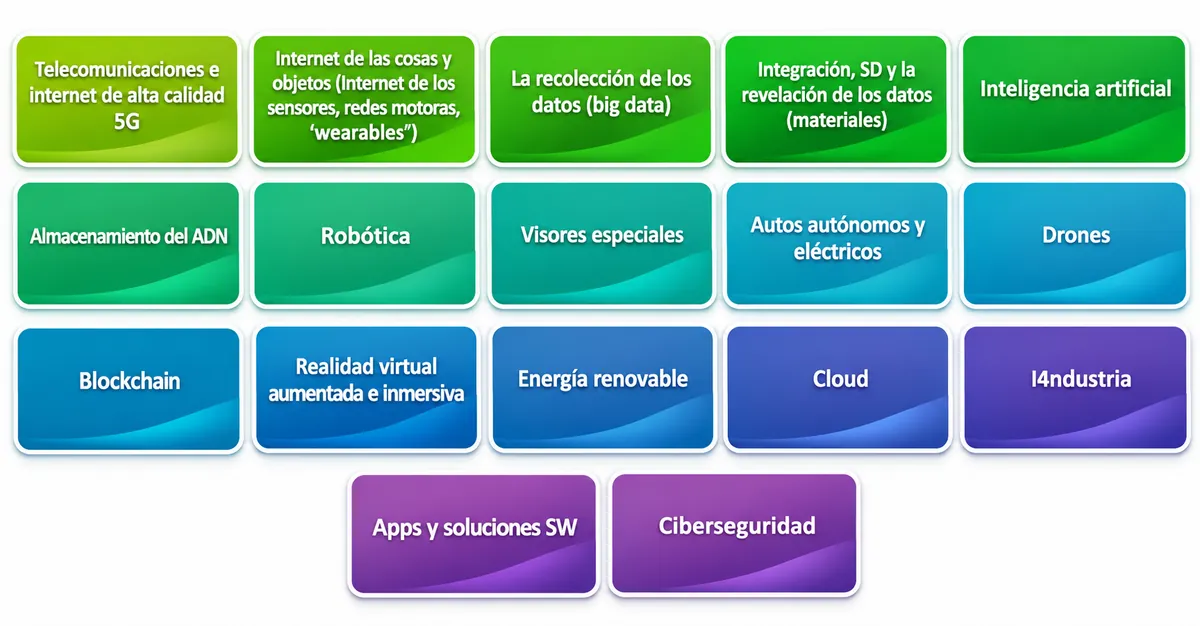 Telecomunicaciones e
internet de alta calidad
5G
Internet de las cosas y
objetos (Internet de los
sensores, redes motoras,
‘wearables”)
La recolección de los
datos (big data)
Integración, SD y la
revelación de los datos
(materiales)
Inteligencia artificial
Almacenamiento del ADN
Robótica
Visores especiales
Autos autónomos y
eléctricos
Drones
Blockchain
Realidad virtual
aumentada e inmersiva
Energía renovable
Cloud
I4ndustria
Apps y soluciones SW
Ciberseguridad